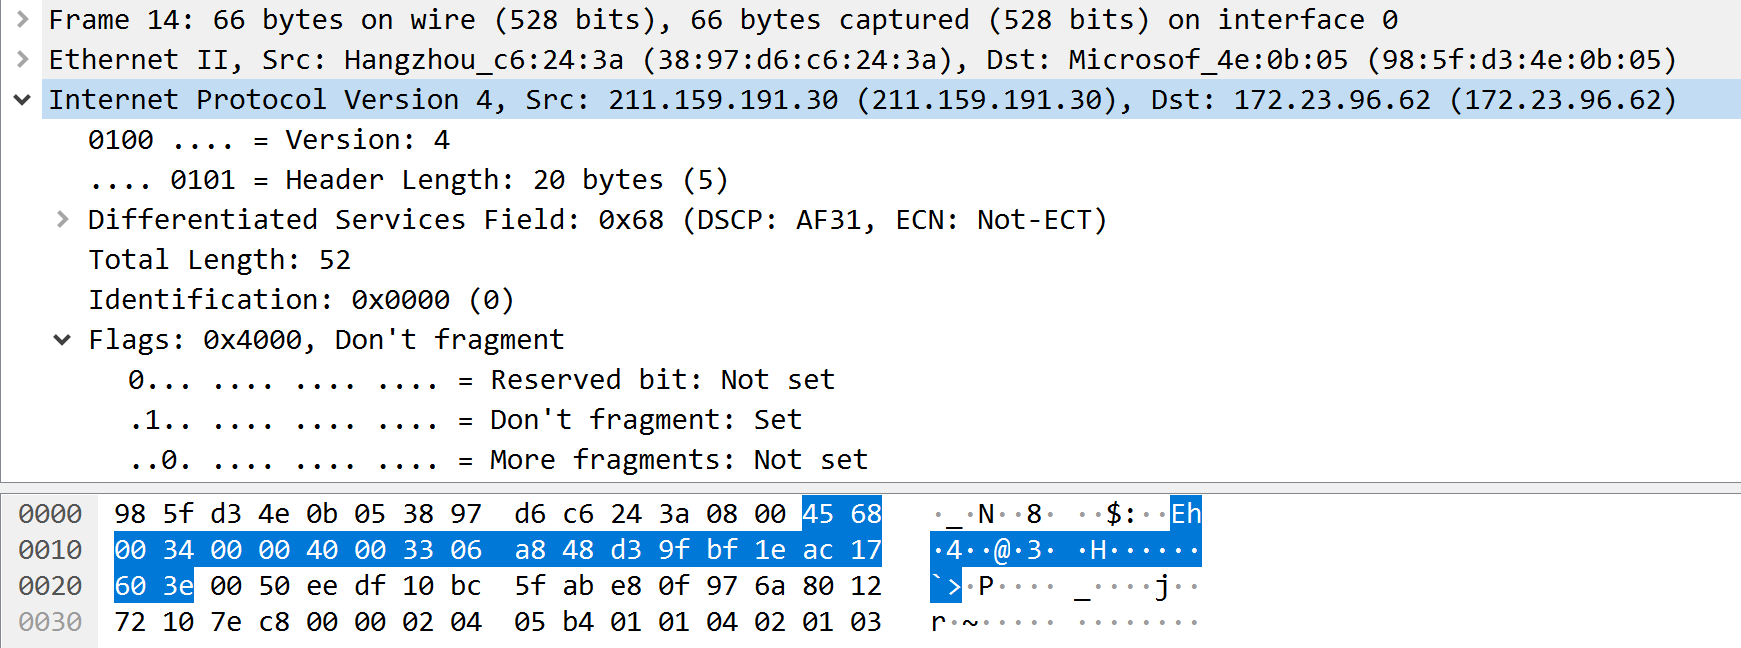 Frame 14: 66 bytes on wire (528 bits), 66 bytes captured (528 bits) on interface 0
Ethernet II, Src: Hangzhou_c6:24:3a (38:97:d6:c6:24:3a), Dst: Microsof_4e:0b:05 (98:5f:d3:4e:0b:05)
Internet Protocol Version 4, Src: 211.159.191.30 (211.159.191.30), Dst: 172.23.96.62 (172.23.96.62)
0100 .... = Version: 4
.... 0101 = Header Length: 20 bytes (5)
Differentiated Services Field: 0x68 (DSCP: AF31, ECN: Not-ECT)
Total Length: 52
Identification: 0x0000 (0)
Flags: 0x4000, Don't fragment
0... .... .... .... = Reserved bit: Not set
.1.. .... .... .... = Don't fragment: Set
..0. .... .... .... = More fragments: Not set
0000 98 5f d3 4e 0b 05 38 97 d6 c6 24 3a 08 00 45 68 ·_·N··8· ··$:··Eh
0010 00 34 00 00 40 00 33 06 a8 48 d3 9f bf 1e ac 17 ·4··@·3· ·H······
0020 60 3e 00 50 ee df 10 bc 5f ab e8 0f 97 6a 80 12 `>·P···· _····j··
0030 72 10 7e c8 00 00 02 04 05 b4 01 01 04 02 01 03 r·~····· ········